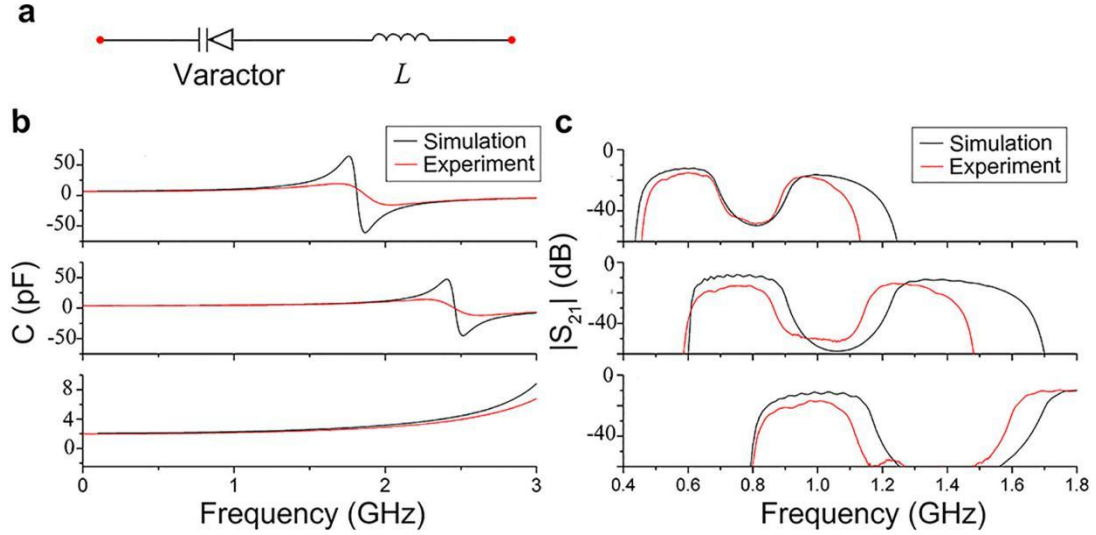 a
Varactor
L
b
Simulation
Experiment
50
0
-50
50
0
-50
8
4
0
C (pF)
0
1
2
3
Frequency (GHz)
c
Simulation
Experiment
0
-40
0
-40
0
-40
|S21| (dB)
0.4
0.6
0.8
1.0
1.2
1.4
1.6
1.8
Frequency (GHz)